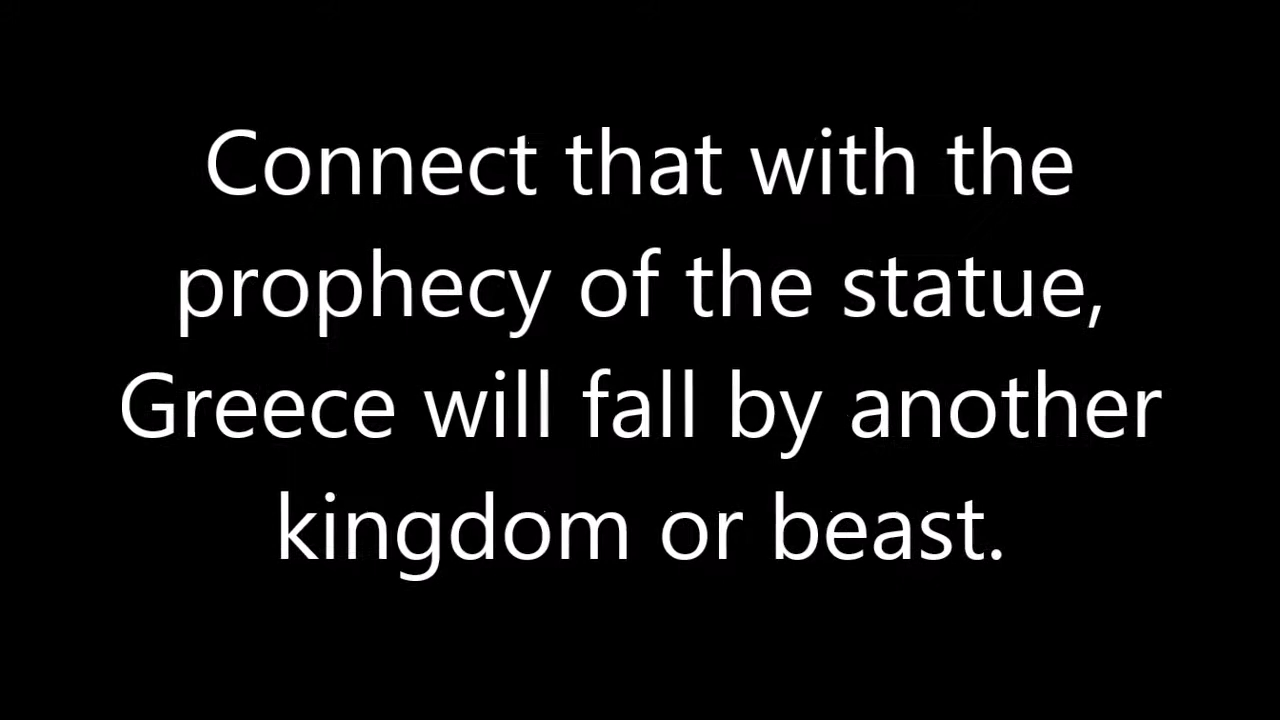 Connect that with the
prophecy of the statue,
Greece will fall by another
kingdom or beast.